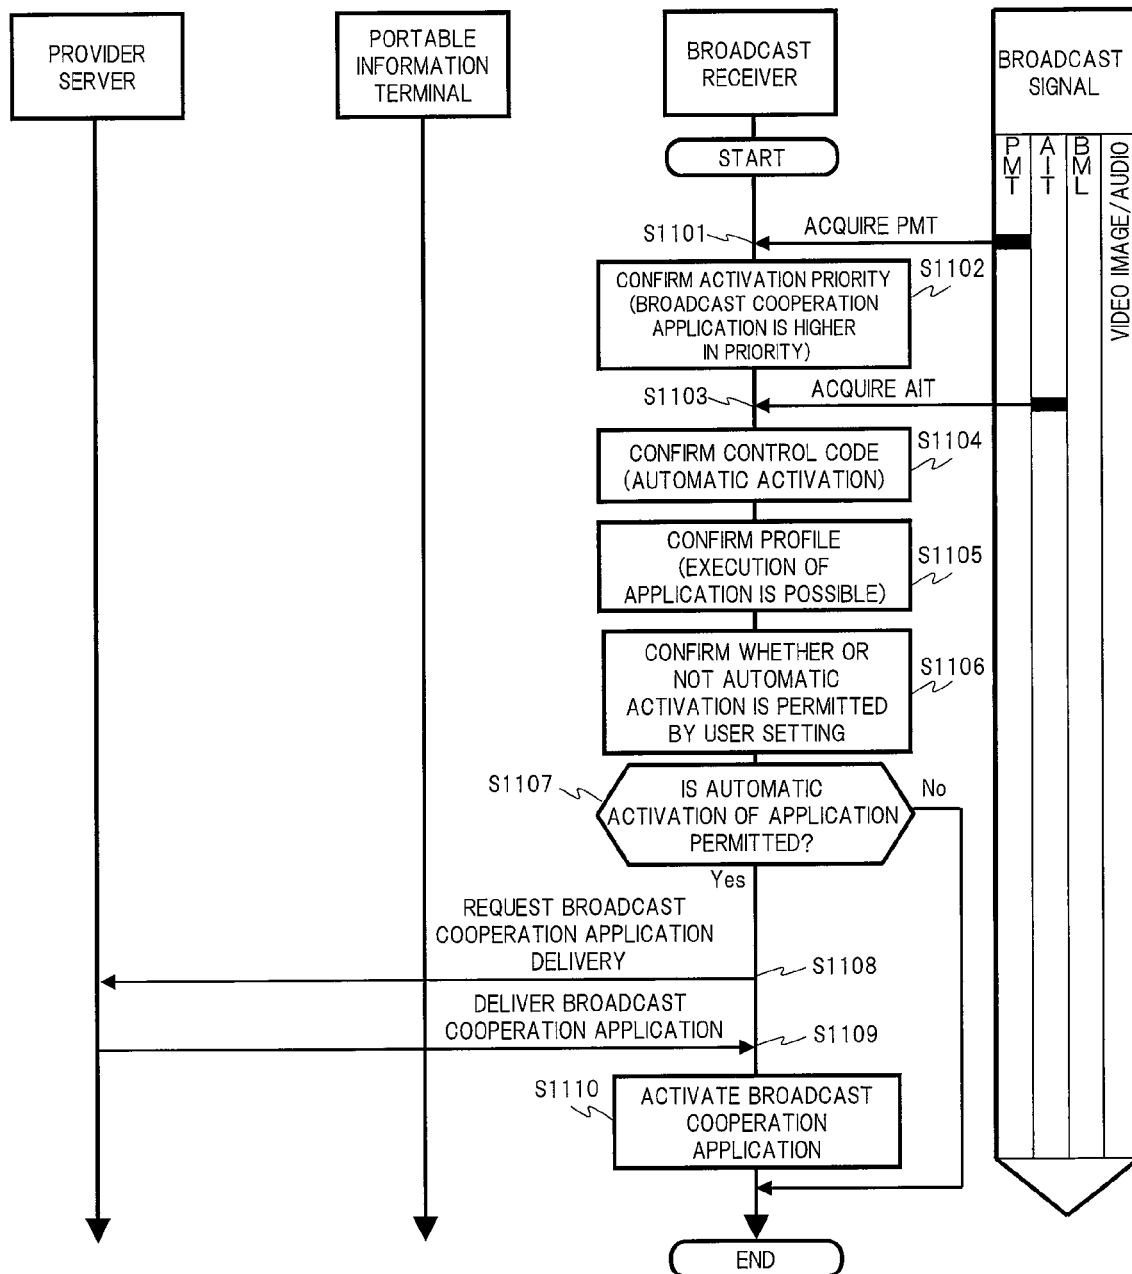 PROVIDER
SERVER
PORTABLE
INFORMATION
TERMINAL
BROADCAST
RECEIVER
BROADCAST
SIGNAL
START
PMT
AIT
BML
VIDEO IMAGE/AUDIO
S1101
ACQUIRE PMT
CONFIRM ACTIVATION PRIORITY
(BROADCAST COOPERATION
APPLICATION IS HIGHER
IN PRIORITY)
S1102
S1103
ACQUIRE AIT
CONFIRM CONTROL CODE
(AUTOMATIC ACTIVATION)
S1104
CONFIRM PROFILE
(EXECUTION OF
APPLICATION IS POSSIBLE)
S1105
CONFIRM WHETHER OR
NOT AUTOMATIC
ACTIVATION IS PERMITTED
BY USER SETTING
S1106
S1107
IS AUTOMATIC
ACTIVATION OF APPLICATION
PERMITTED?
No
Yes
REQUEST BROADCAST
COOPERATION APPLICATION
DELIVERY
S1108
DELIVER BROADCAST
COOPERATION APPLICATION
S1109
S1110
ACTIVATE BROADCAST
COOPERATION
APPLICATION
END